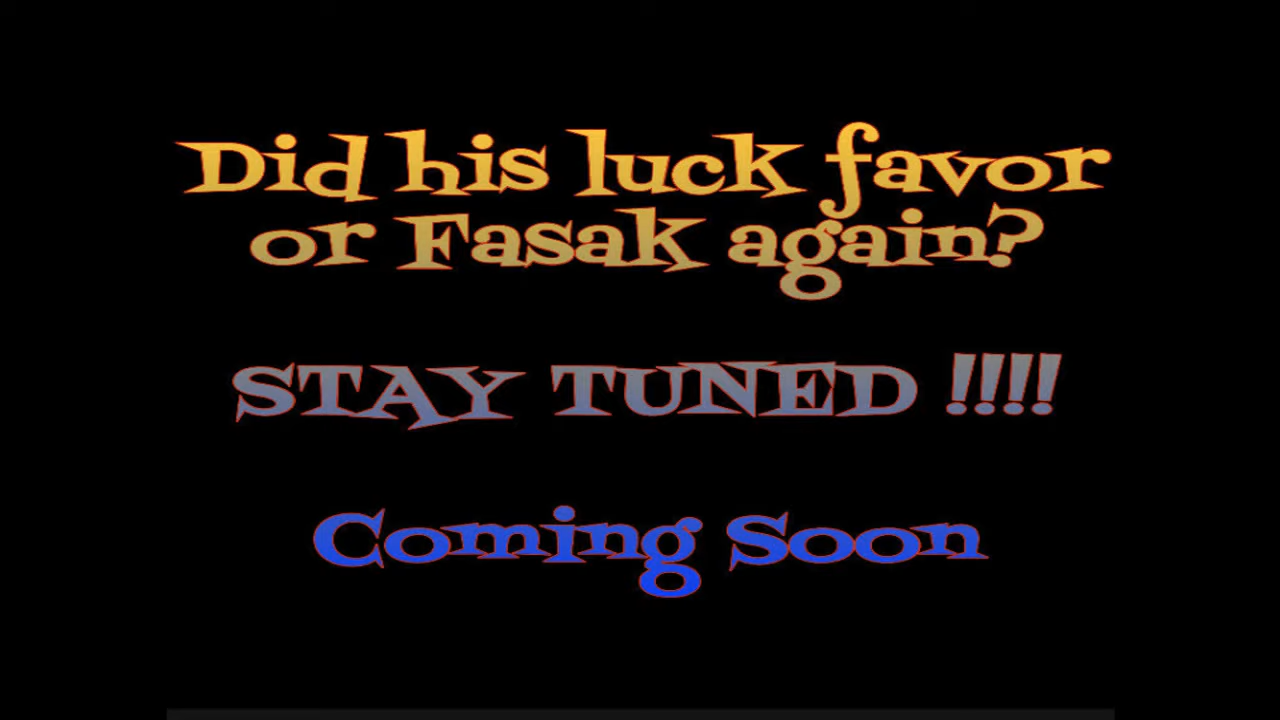 Did his luck favor
or Fasak again?
STAY TUNED !!!!
Coming Soon